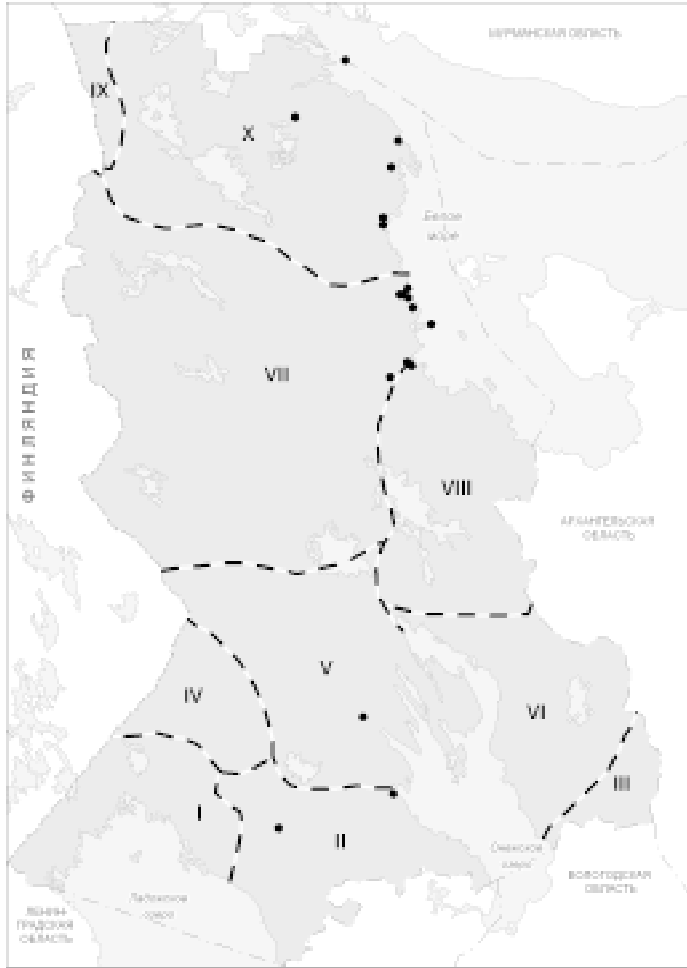 МУРМАНСКАЯ ОБЛАСТЬ
IX
X
Белое
море
ФИНЛЯНДИЯ
VII
VIII
АРХАНГЕЛЬСКАЯ
ОБЛАСТЬ
V
IV
VI
III
I
II
Онежское
озеро
Ладожское
озеро
ВОЛОГОДСКАЯ
ОБЛАСТЬ
ЛЕНИН-
ГРАДСКАЯ
ОБЛАСТЬ